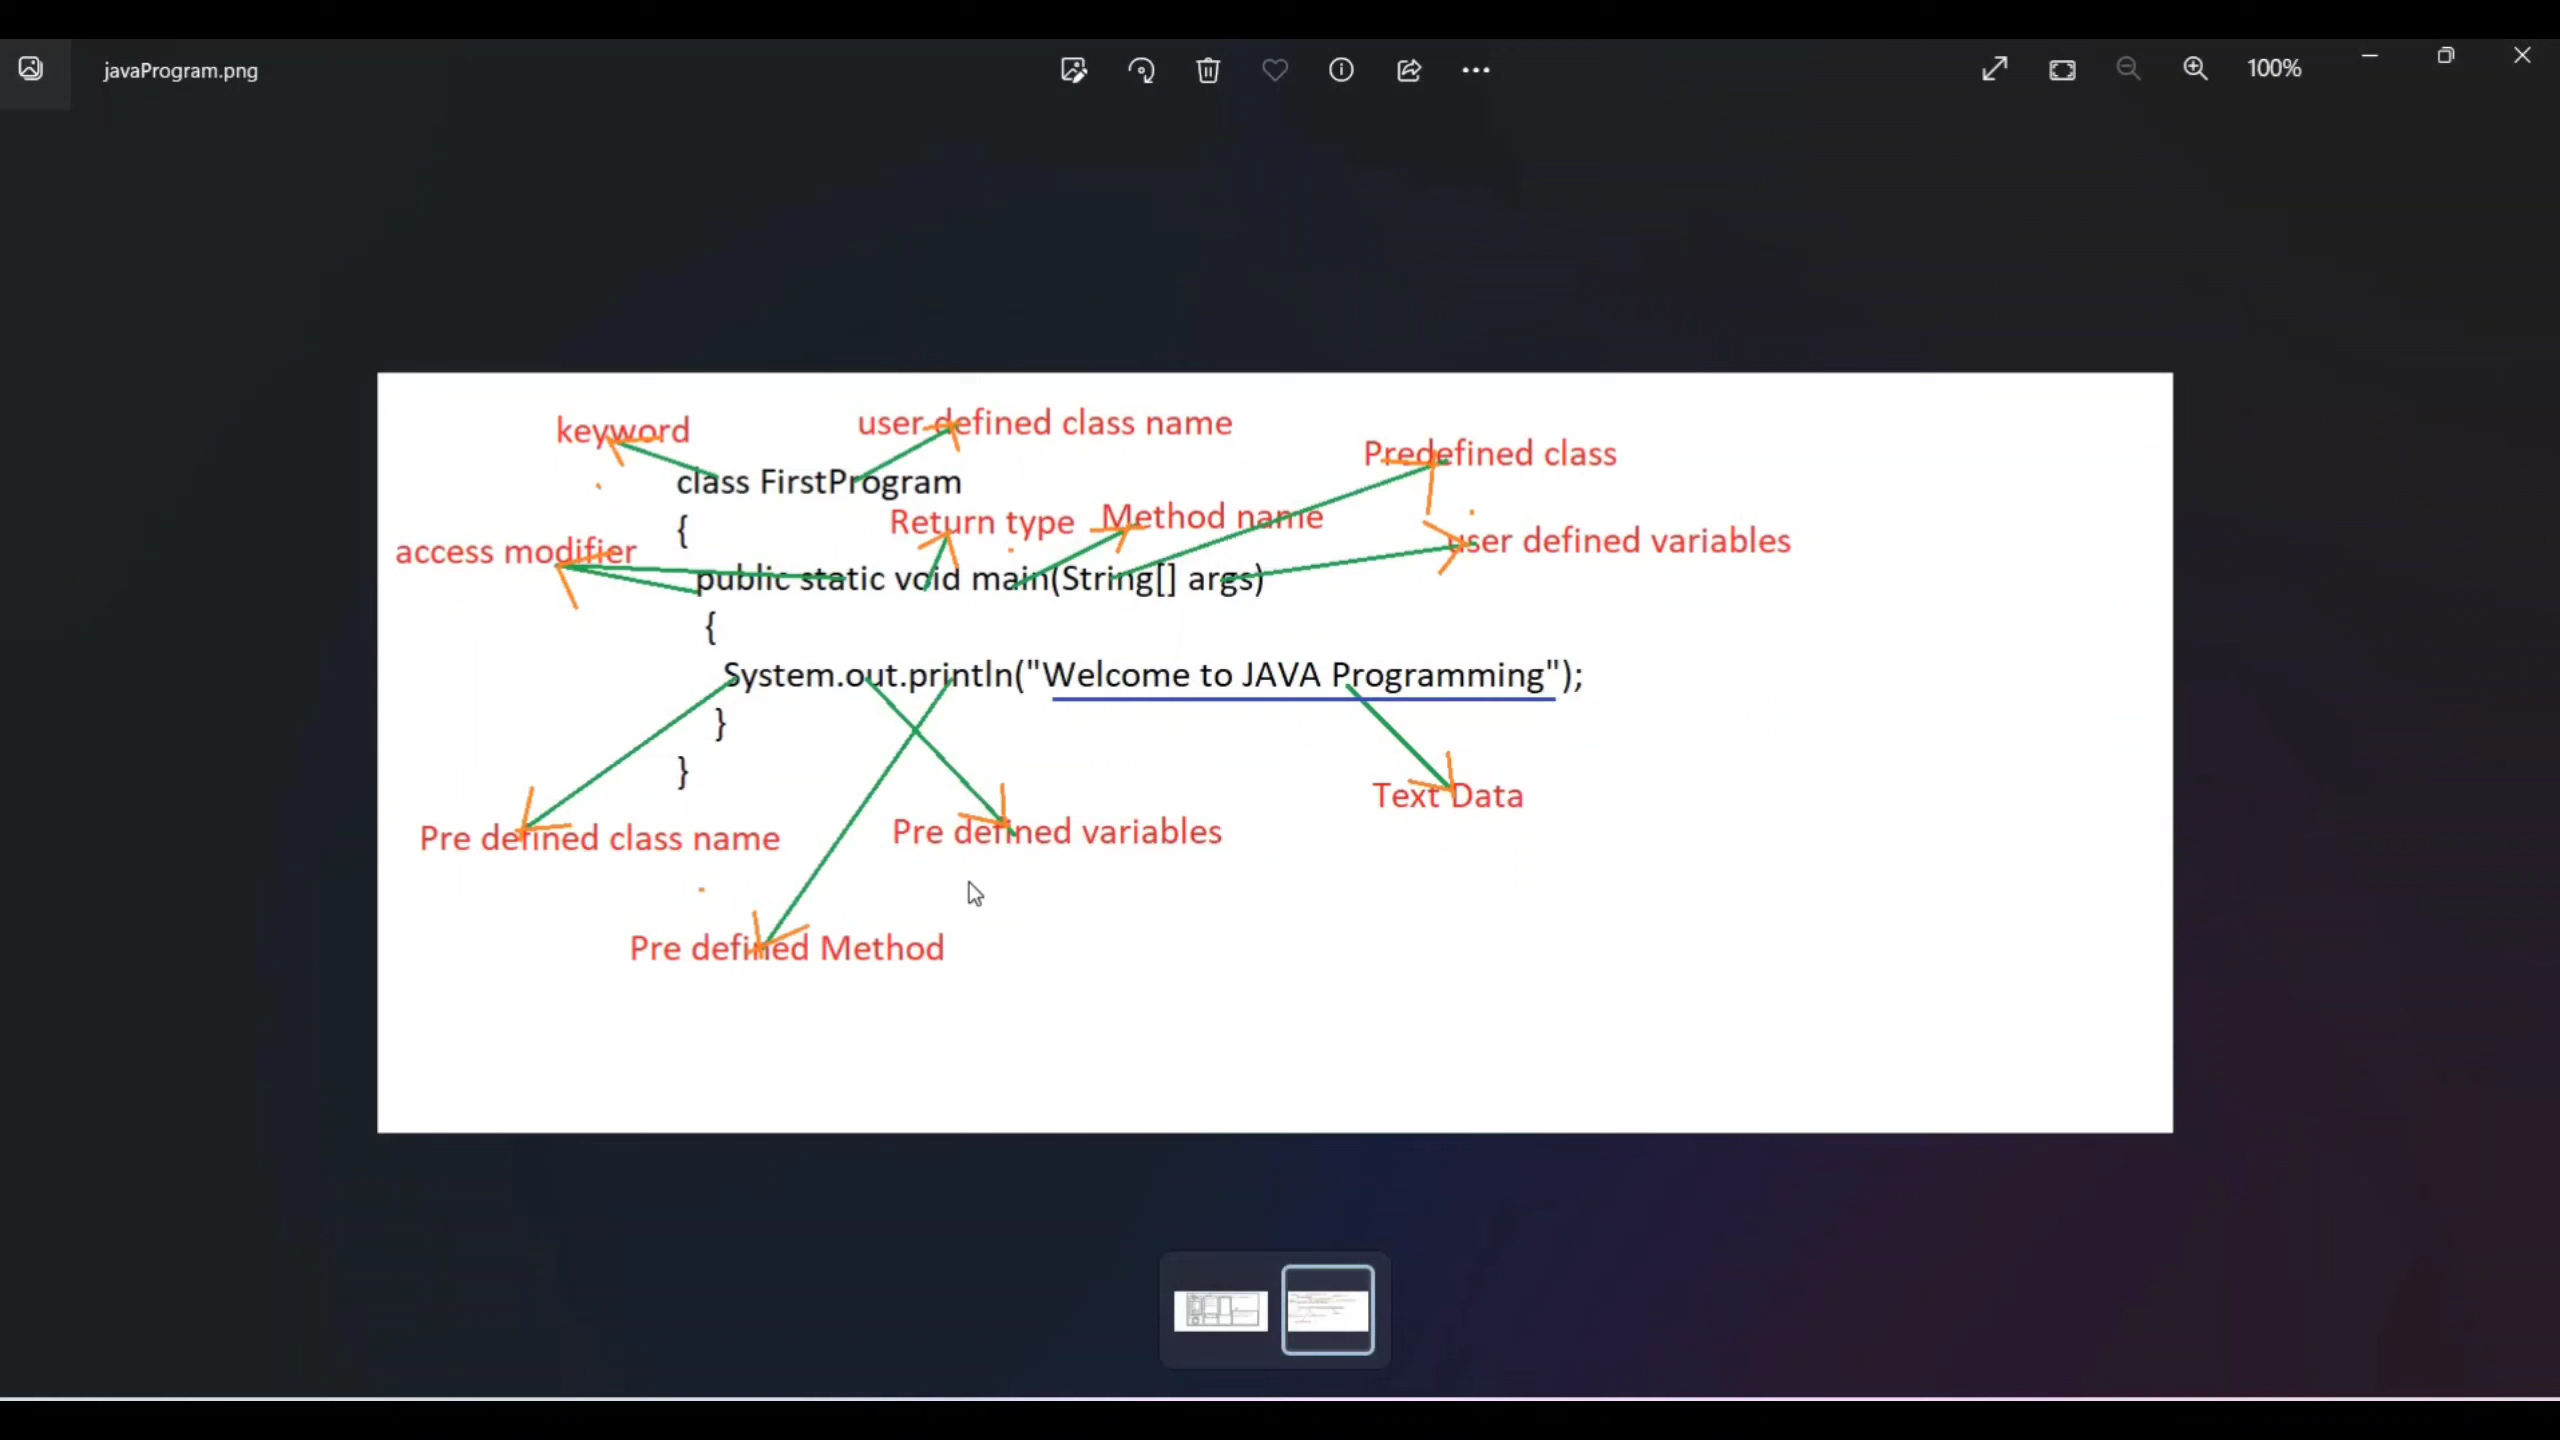 javaProgram.png
100%
keyword
user defined class name
Predefined class
class FirstProgram
{
Return type
Method name
user defined variables
access modifier
public static void main(String[] args)
{
System.out.println("Welcome to JAVA Programming");
}
}
Text Data
Pre defined class name
Pre defined variables
Pre defined Method